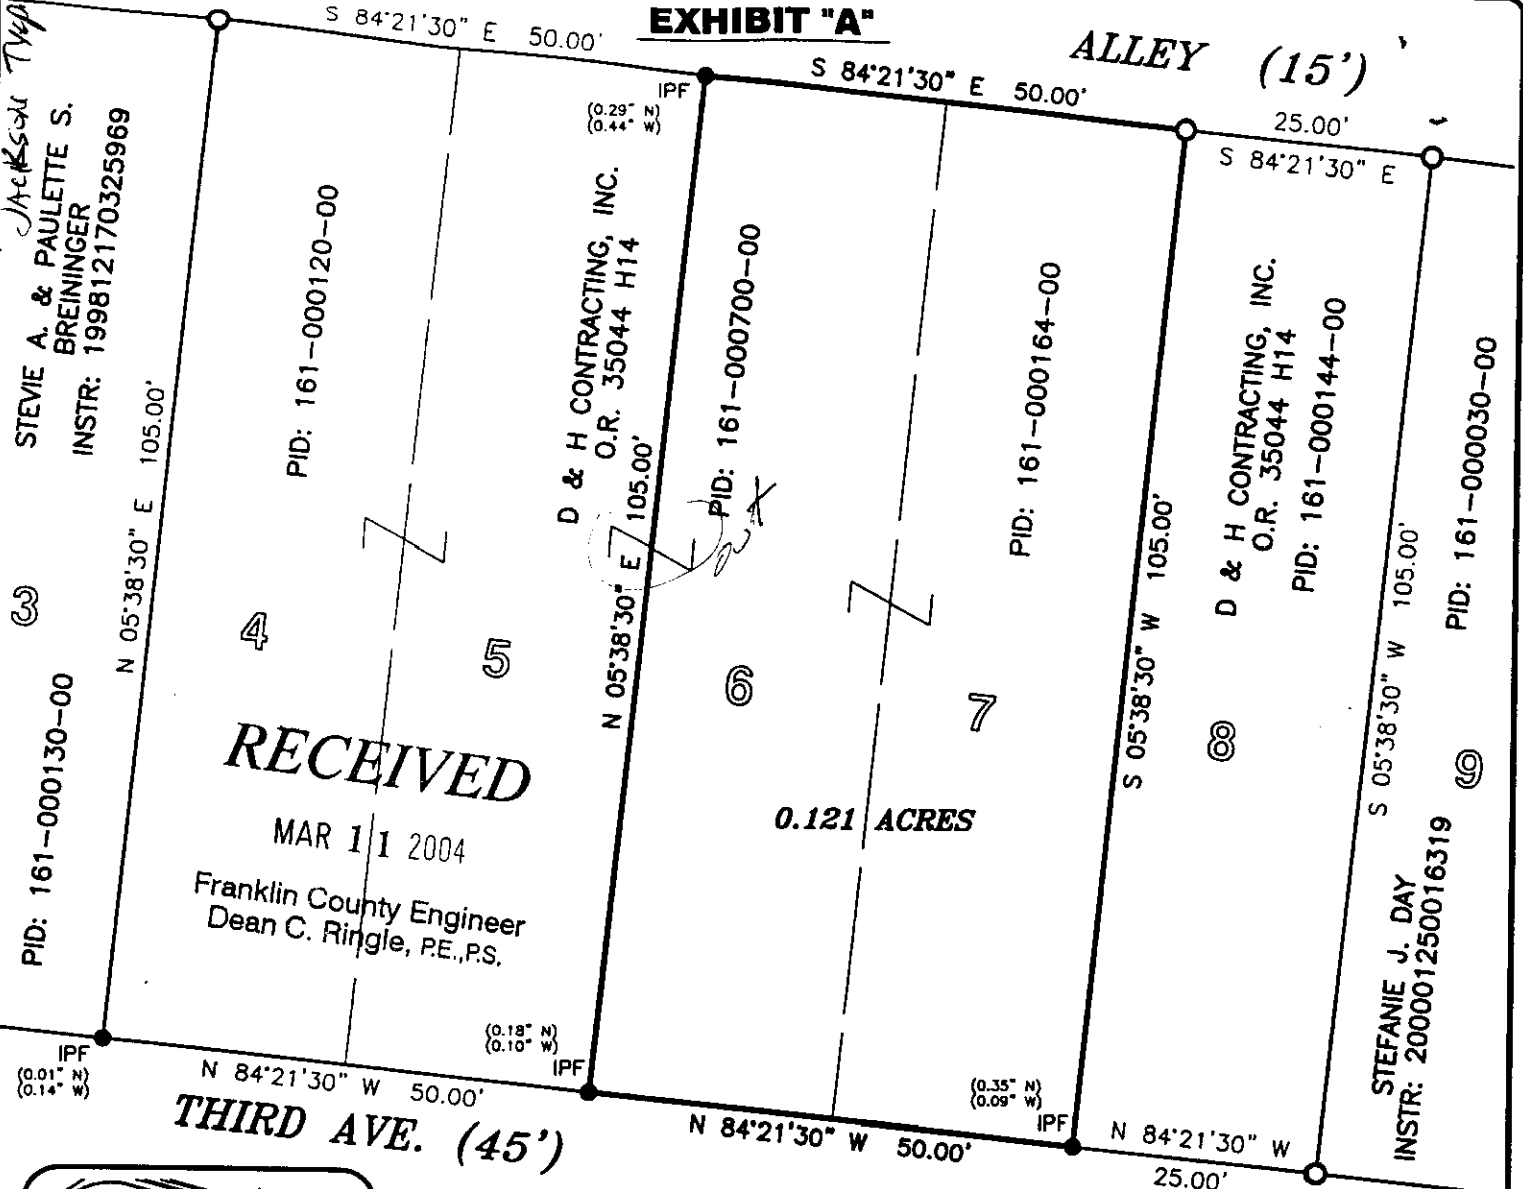 EXHIBIT "A"
S 84°21'30" E 50.00'
S 84°21'30" E 50.00'
ALLEY (15')
25.00'
S 84°21'30" E
IPF
(0.29" N)
(0.44" W)
JACKSON
STEVIE A. & PAULETTE S.
BREININGER
INSTR: 199812170325969
N 05°38'30" E 105.00'
PID: 161-000120-00
D & H CONTRACTING, INC.
O.R. 35044 H14
N 05°38'30" E 105.00'
PID: 161-000700-00
PID: 161-000164-00
S 05°38'30" W 105.00'
D & H CONTRACTING, INC.
O.R. 35044 H14
PID: 161-000144-00
S 05°38'30" W 105.00'
PID: 161-000030-00
3
4
5
6
7
8
9
PID: 161-000130-00
RECEIVED
MAR 11 2004
Franklin County Engineer
Dean C. Ringle, P.E.,P.S.
0.121 ACRES
STEFANIE J. DAY
INSTR: 200001250016319
IPF
(0.01" N)
(0.14" W)
(0.18" N)
(0.10" W)
IPF
(0.35" N)
(0.09" W)
IPF
N 84°21'30" W 50.00'
N 84°21'30" W 50.00'
N 84°21'30" W
25.00'
THIRD AVE. (45')